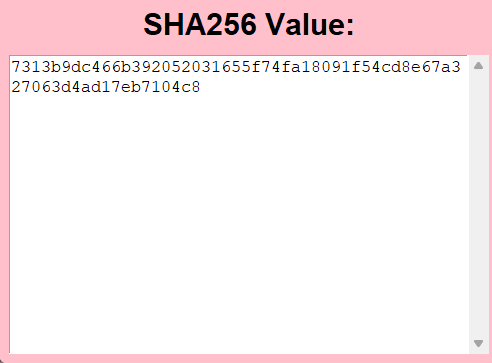 SHA256 Value:
7313b9dc466b392052031655f74fa18091f54cd8e67a3
27063d4ad17eb7104c8